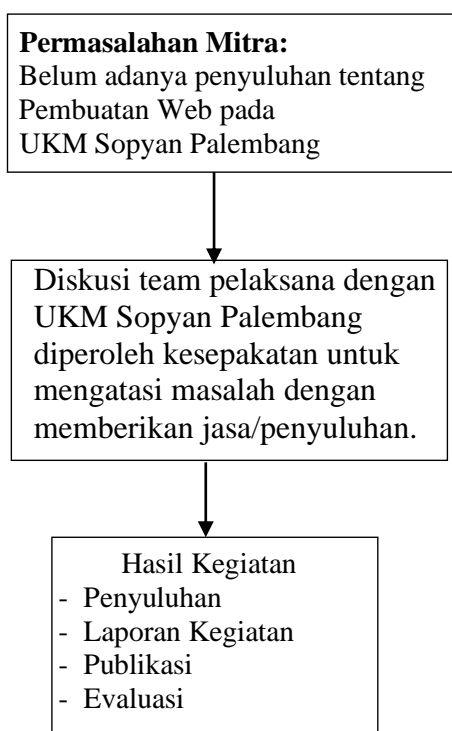 Permasalahan Mitra:
Belum adanya penyuluhan tentang
Pembuatan Web pada
UKM Sopyan Palembang
Diskusi team pelaksana dengan
UKM Sopyan Palembang
diperoleh kesepakatan untuk
mengatasi masalah dengan
memberikan jasa/penyuluhan.
Hasil Kegiatan
- Penyuluhan
- Laporan Kegiatan
- Publikasi
- Evaluasi